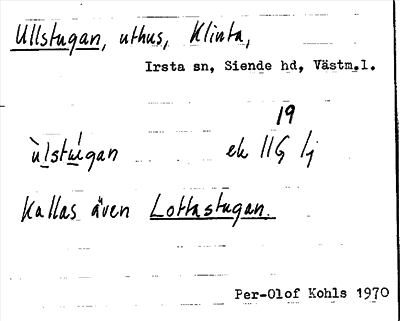 Ullstugan, uthus, Klinta,
Irsta sn, Siende hd, Västm.l.
19
ùlstúgan ek 11G Ij
Kallas även Lottastugan.
Per-Olof Kohls 1970